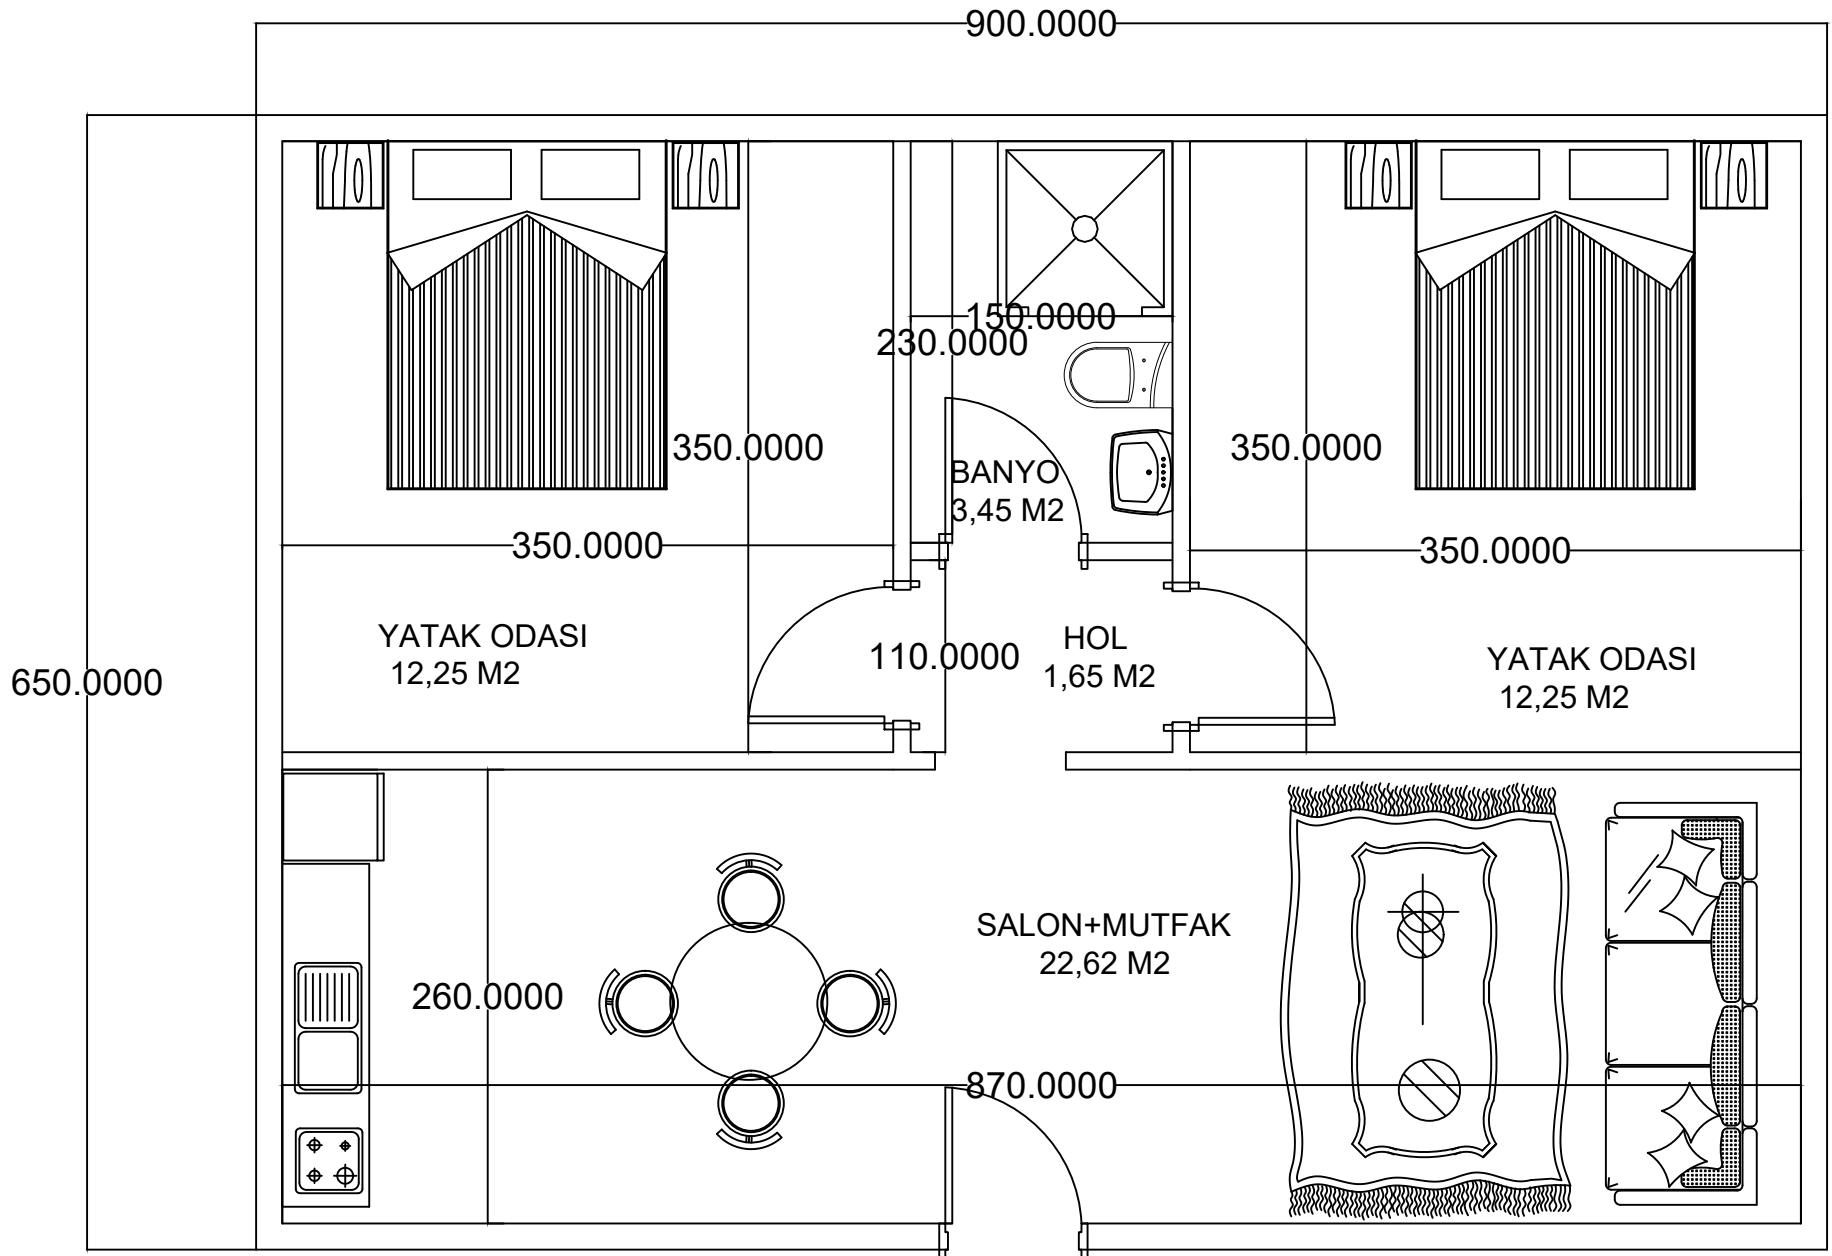 900.0000
150.0000
230.0000
350.0000
350.0000
BANYO
3,45 M2
350.0000
350.0000
YATAK ODASI
12,25 M2
110.0000
HOL
1,65 M2
YATAK ODASI
12,25 M2
650.0000
SALON+MUTFAK
22,62 M2
260.0000
870.0000